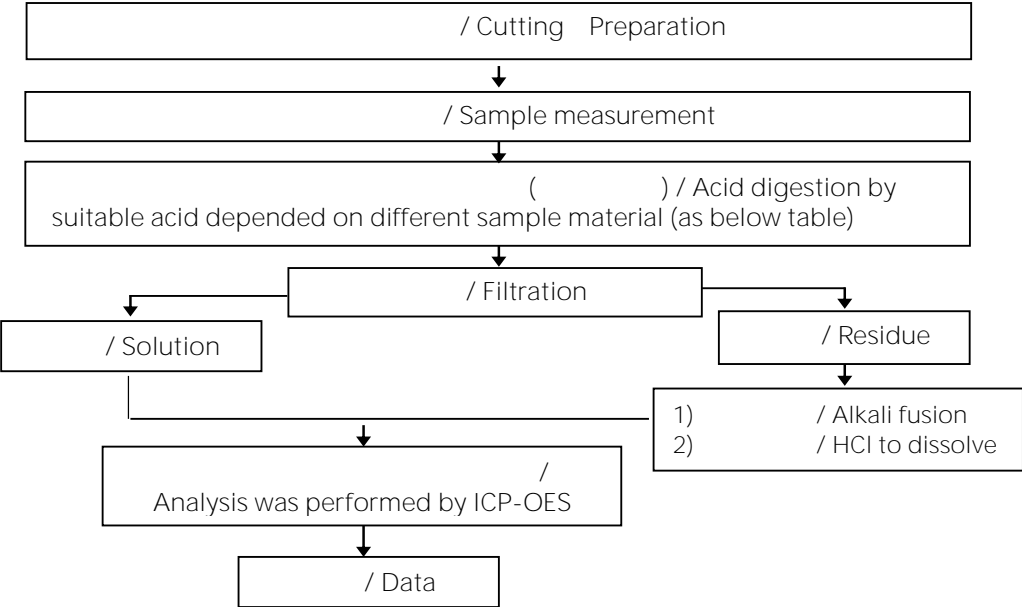 / Cutting Preparation
/ Sample measurement
( ) / Acid digestion by
suitable acid depended on different sample material (as below table)
/ Filtration
/ Solution
/ Residue
1) / Alkali fusion
2) / HCl to dissolve
/
Analysis was performed by ICP-OES
/ Data